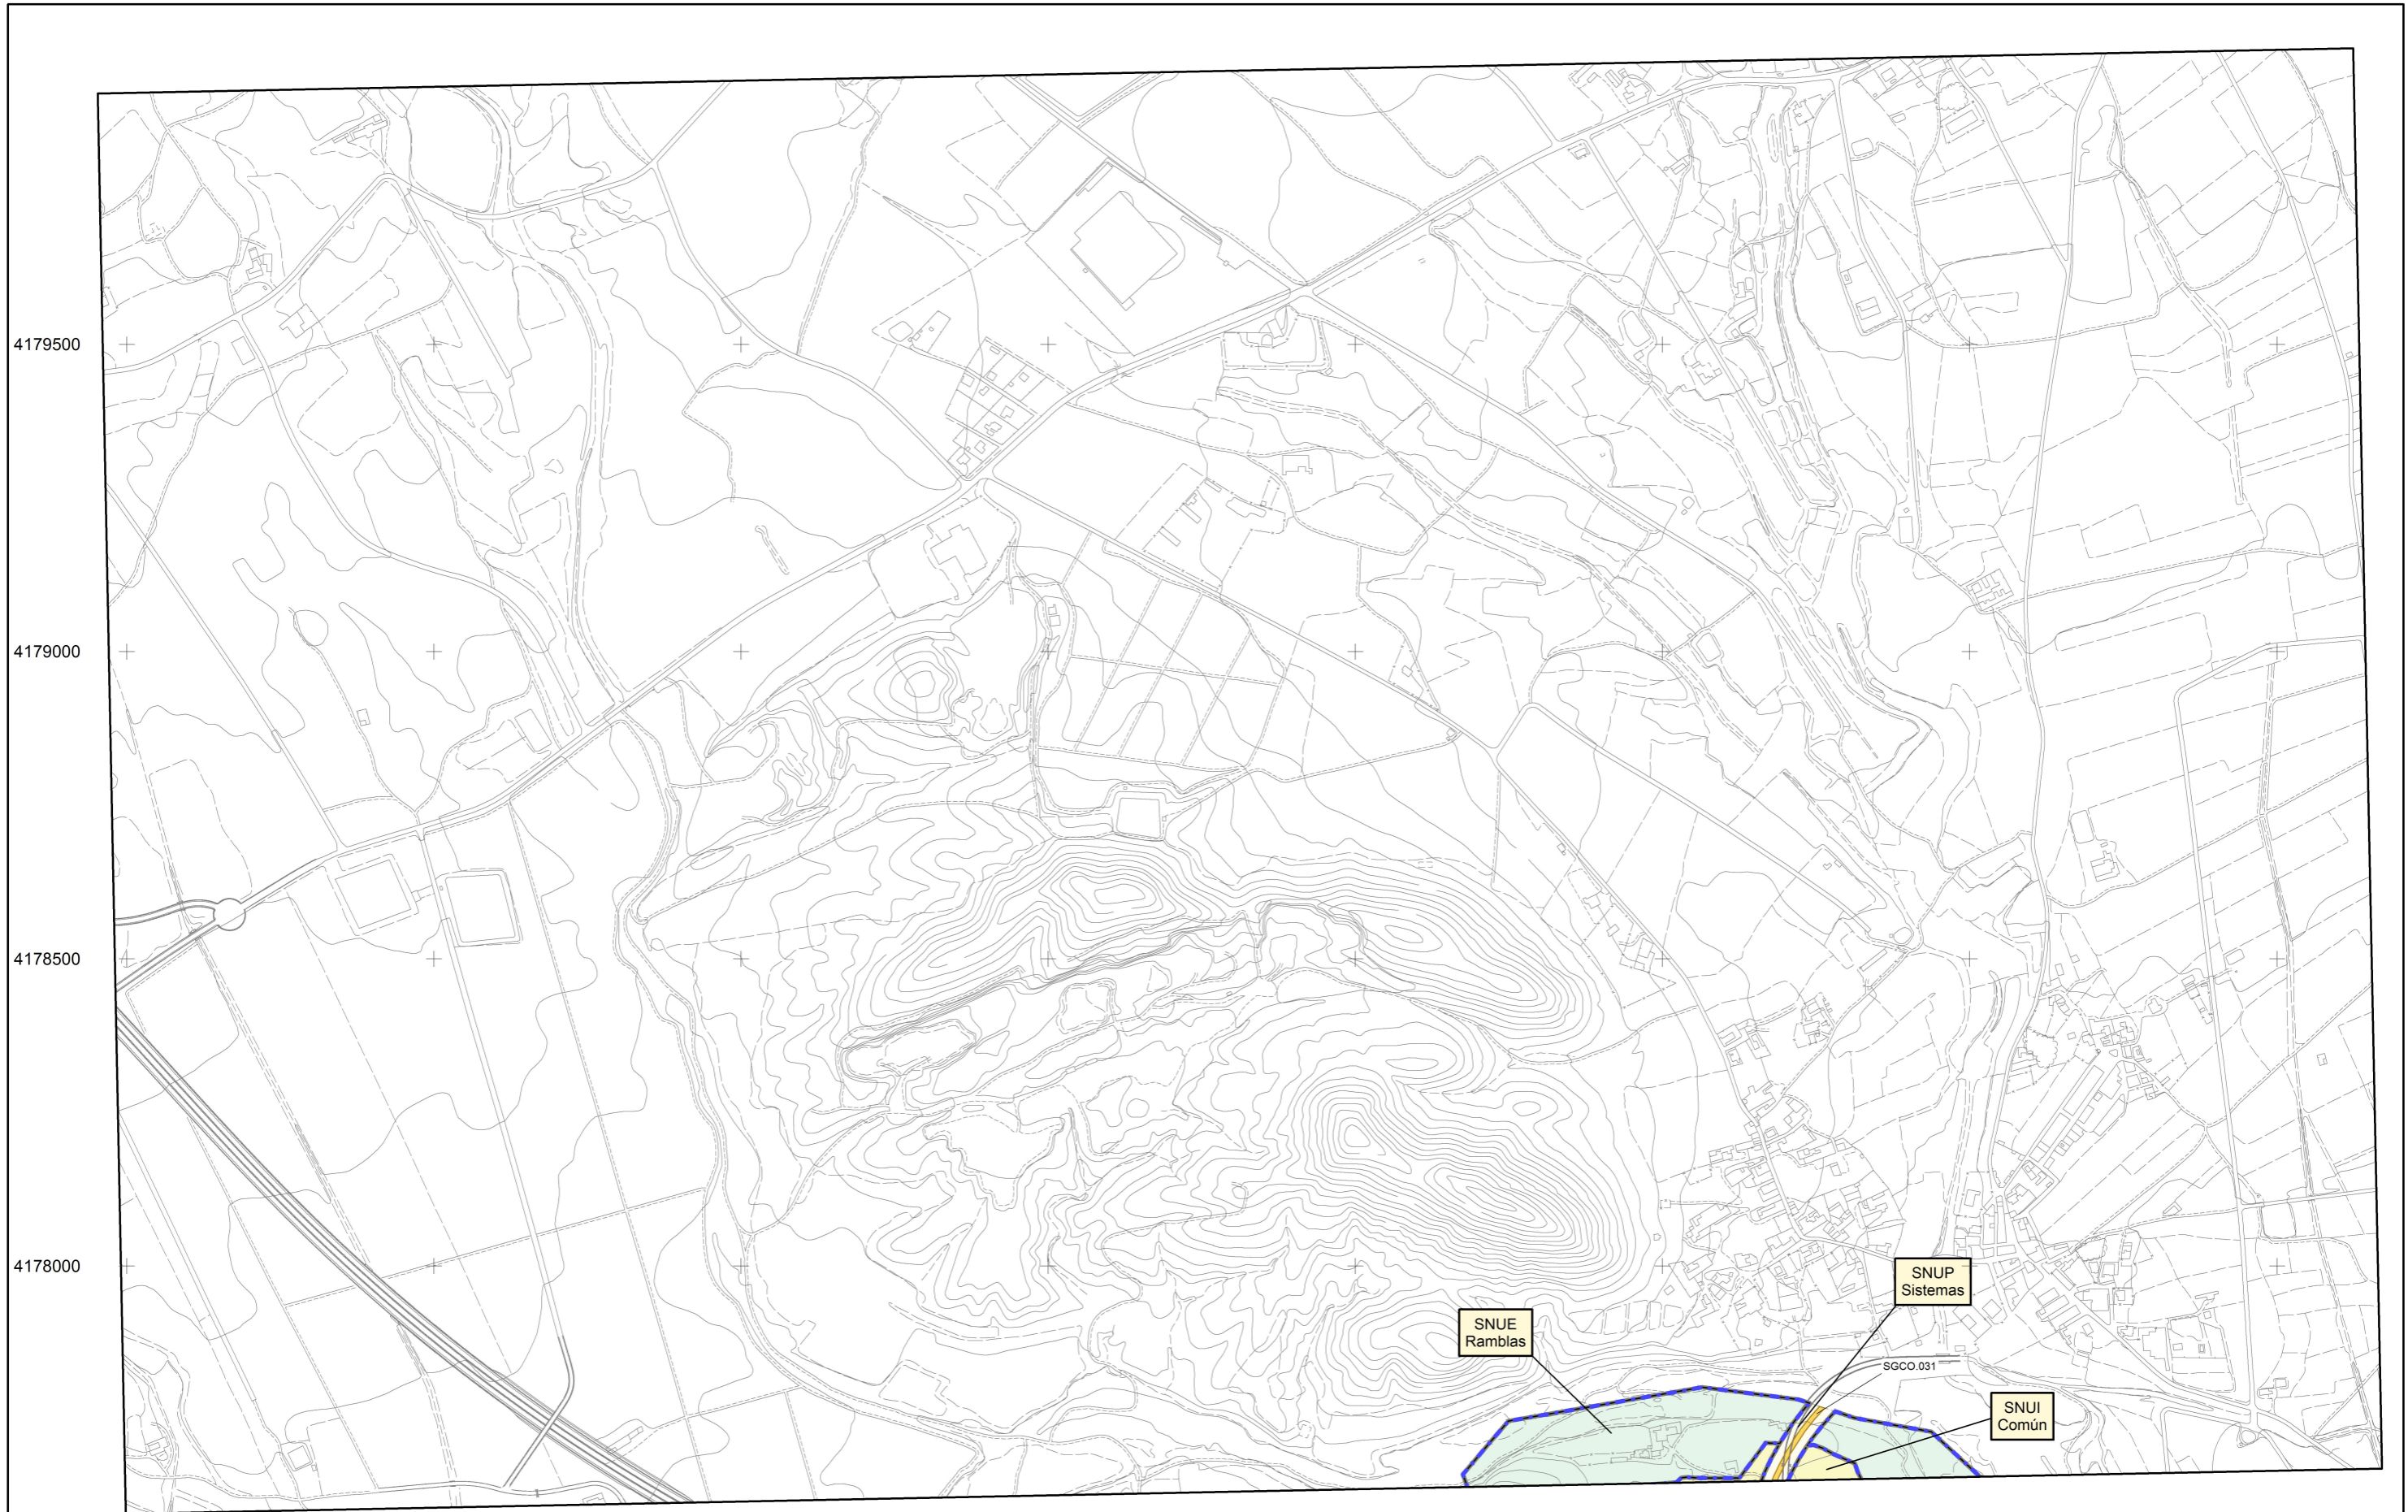 4179500
4179000
4178500
4178000
SNUP
Sistemas
SNUE
Ramblas
SGCO.031
SNUI
Común